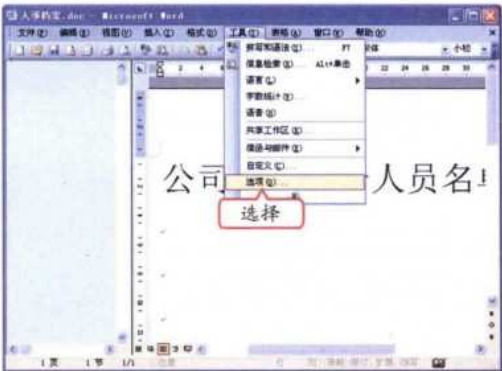 人事档案.doc - Microsoft Word
文件(F) 编辑(E) 视图(V) 插入(I) 格式(O) 工具(T) 表格(A) 窗口(W) 帮助(H)
拼写和语法(S)... F7
信息检索(R)... Alt+单击
语言(L)
字数统计(W)...
语音(H)
共享工作区(K)...
信函与邮件(E)
自定义(C)...
选项(O)...
小初
公司 人员名单
选择
1 页 1 节 1/1